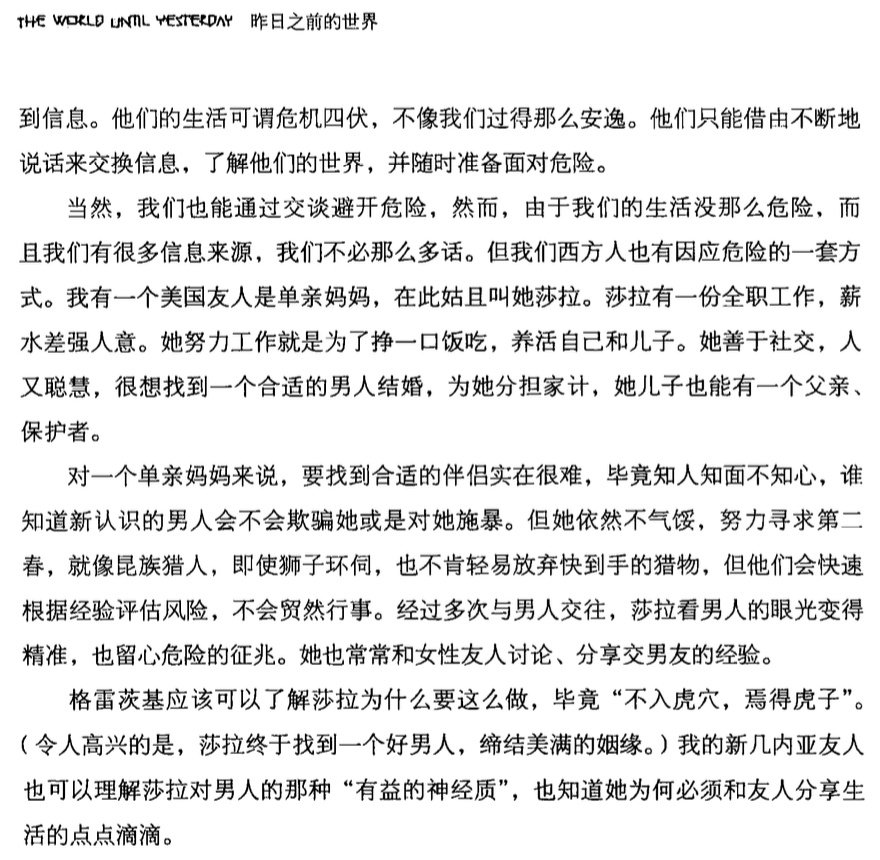 THE WORLD UNTIL YESTERDAY 昨日之前的世界
到信息。他们的生活可谓危机四伏，不像我们过得那么安逸。他们只能借由不断地
说话来交换信息，了解他们的世界，并随时准备面对危险。
当然，我们也能通过交谈避开危险，然而，由于我们的生活没那么危险，而
且我们有很多信息来源，我们不必那么多话。但我们西方人也有因应危险的一套方
式。我有一个美国友人是单亲妈妈，在此姑且叫她莎拉。莎拉有一份全职工作，薪
水差强人意。她努力工作就是为了挣一口饭吃，养活自己和儿子。她善于社交，人
又聪慧，很想找到一个合适的男人结婚，为她分担家计，她儿子也能有一个父亲、
保护者。
对一个单亲妈妈来说，要找到合适的伴侣实在很难，毕竟知人知面不知心，谁
知道新认识的男人会不会欺骗她或是对她施暴。但她依然不气馁，努力寻求第二
春，就像昆族猎人，即使狮子环伺，也不肯轻易放弃快到手的猎物，但他们会快速
根据经验评估风险，不会贸然行事。经过多次与男人交往，莎拉看男人的眼光变得
精准，也留心危险的征兆。她也常常和女性友人讨论、分享交男友的经验。
格雷茨基应该可以了解莎拉为什么要这么做，毕竟“不入虎穴，焉得虎子”。
（令人高兴的是，莎拉终于找到一个好男人，缔结美满的姻缘。）我的新几内亚友人
也可以理解莎拉对男人的那种“有益的神经质”，也知道她为何必须和友人分享生
活的点点滴滴。